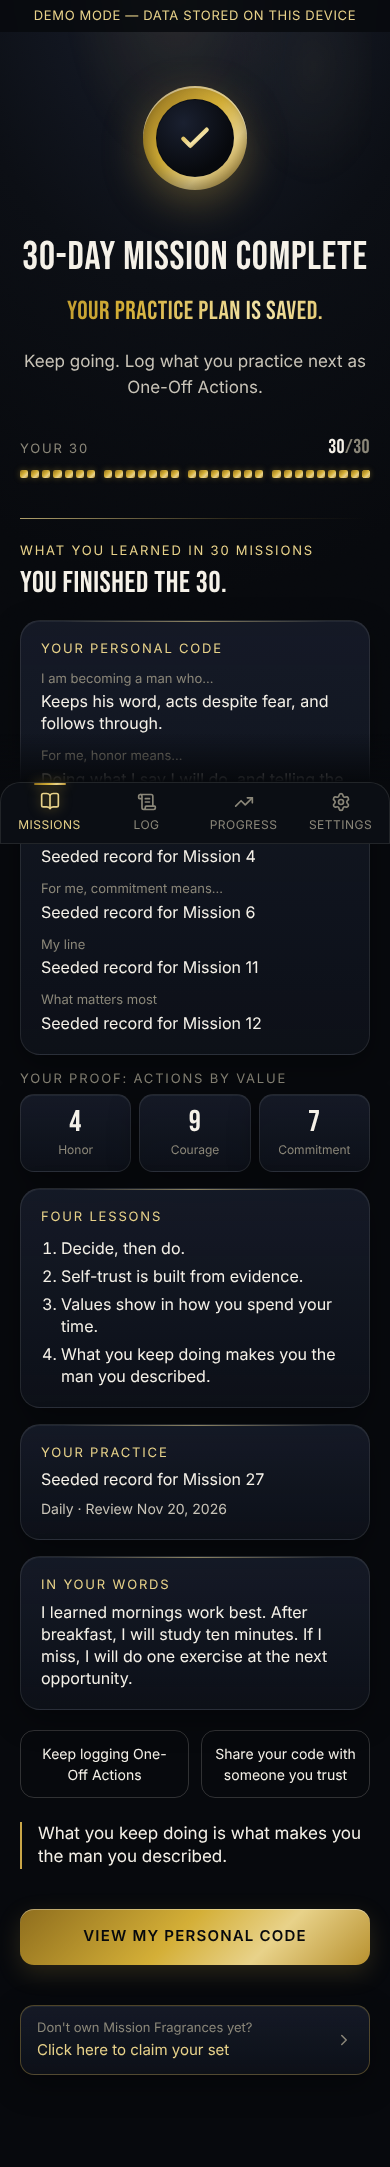 DEMO MODE — DATA STORED ON THIS DEVICE
30-DAY MISSION COMPLETE
YOUR PRACTICE PLAN IS SAVED.
Keep going. Log what you practice next as
One-Off Actions.
YOUR 30
30/30
WHAT YOU LEARNED IN 30 MISSIONS
YOU FINISHED THE 30.
YOUR PERSONAL CODE
I am becoming a man who...
Keeps his word, acts despite fear, and
follows through.
For me, honor means...
Doing what I say I will do, and telling the
MISSIONS
LOG
PROGRESS
SETTINGS
Seeded record for Mission 4
For me, commitment means...
Seeded record for Mission 6
My line
Seeded record for Mission 11
What matters most
Seeded record for Mission 12
YOUR PROOF: ACTIONS BY VALUE
4
Honor
9
Courage
7
Commitment
FOUR LESSONS
1. Decide, then do.
2. Self-trust is built from evidence.
3. Values show in how you spend your
time.
4. What you keep doing makes you the
man you described.
YOUR PRACTICE
Seeded record for Mission 27
Daily · Review Nov 20, 2026
IN YOUR WORDS
I learned mornings work best. After
breakfast, I will study ten minutes. If I
miss, I will do one exercise at the next
opportunity.
Keep logging One-
Off Actions
Share your code with
someone you trust
What you keep doing is what makes you
the man you described.
VIEW MY PERSONAL CODE
Don't own Mission Fragrances yet?
Click here to claim your set